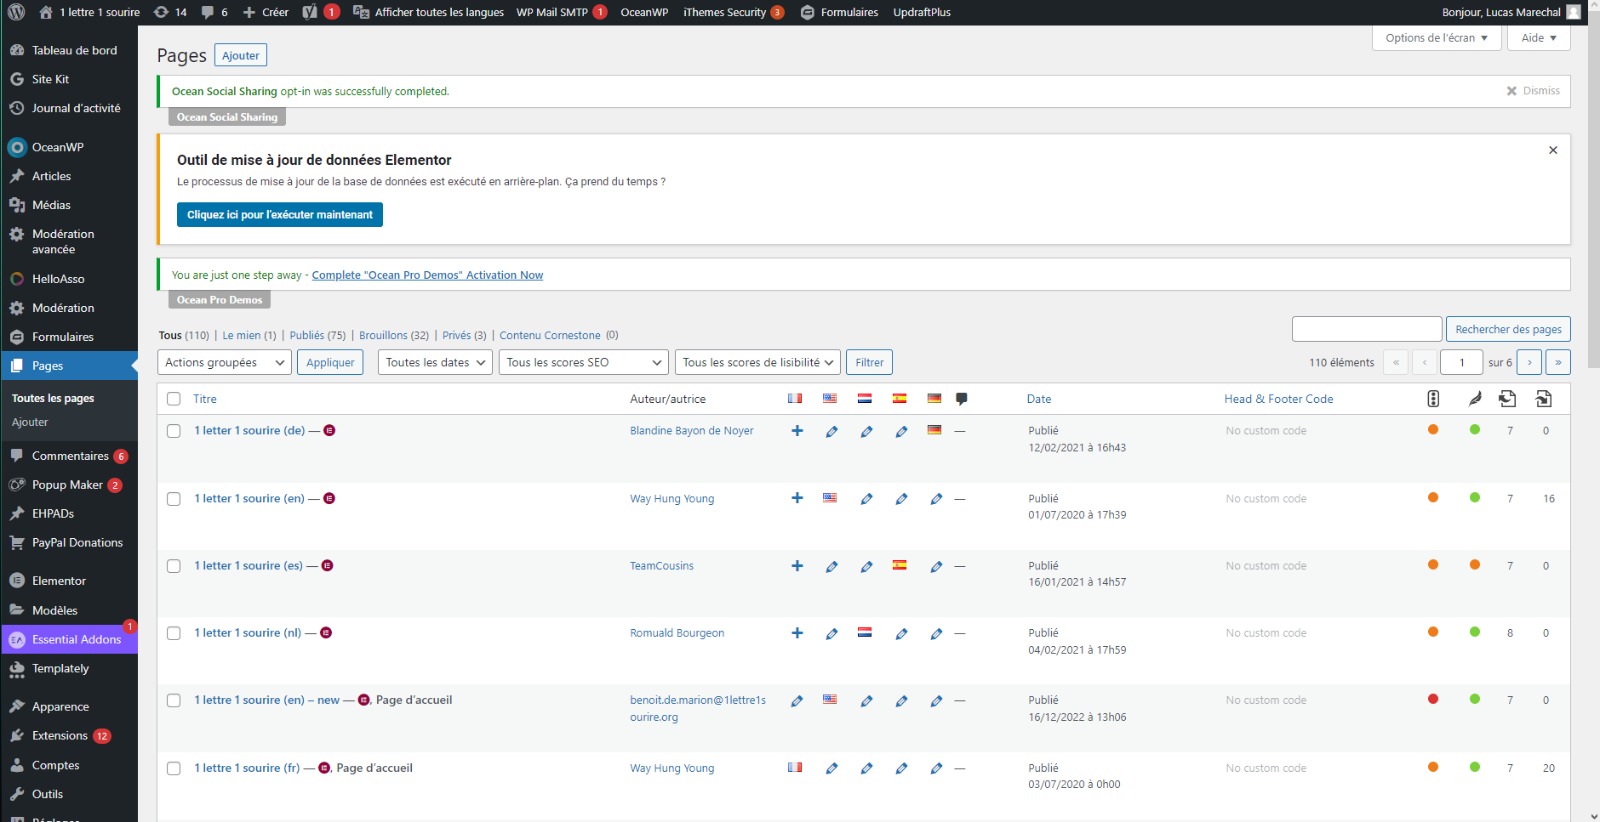 1 lettre 1 sourire 14 6 Créer 1 Afficher toutes les langues WP Mail SMTP 1 OceanWP iThemes Security 3 Formulaires UpdraftPlus Bonjour, Lucas Marechal
Tableau de bord
Site Kit
Journal d'activité
OceanWP
Articles
Médias
Modération
avancée
HelloAsso
Modération
Formulaires
Pages
Toutes les pages
Ajouter
Commentaires 6
Popup Maker 2
EHPADs
PayPal Donations
Elementor
Modèles
Essential Addons 1
Templately
Apparence
Extensions 12
Comptes
Outils
Réglages
Options de l'écran Aide
Pages Ajouter
Ocean Social Sharing opt-in was successfully completed. Dismiss
Ocean Social Sharing
Outil de mise à jour de données Elementor
Le processus de mise à jour de la base de données est exécuté en arrière-plan. Ça prend du temps ?
Cliquez ici pour l'exécuter maintenant
You are just one step away - Complete "Ocean Pro Demos" Activation Now
Ocean Pro Demos
Tous (110) | Le mien (1) | Publiés (75) | Brouillons (32) | Privés (3) | Contenu Cornestone (0) Rechercher des pages
Actions groupées Appliquer Toutes les dates Tous les scores SEO Tous les scores de lisibilité Filtrer 110 éléments « ‹ 1 sur 6 › »
Titre Auteur/autrice Date Head & Footer Code
1 letter 1 sourire (de) — Blandine Bayon de Noyer — Publié No custom code 7 0
12/02/2021 à 16h43
1 letter 1 sourire (en) — Way Hung Young — Publié No custom code 7 16
01/07/2020 à 17h39
1 letter 1 sourire (es) — TeamCousins — Publié No custom code 7 0
16/01/2021 à 14h57
1 letter 1 sourire (nl) — Romuald Bourgeon — Publié No custom code 8 0
04/02/2021 à 17h59
1 lettre 1 sourire (en) – new — , Page d'accueil benoit.de.marion@1lettre1s — Publié No custom code 7 0
ourire.org 16/12/2022 à 13h06
1 lettre 1 sourire (fr) — , Page d'accueil Way Hung Young — Publié No custom code 7 20
03/07/2020 à 0h00